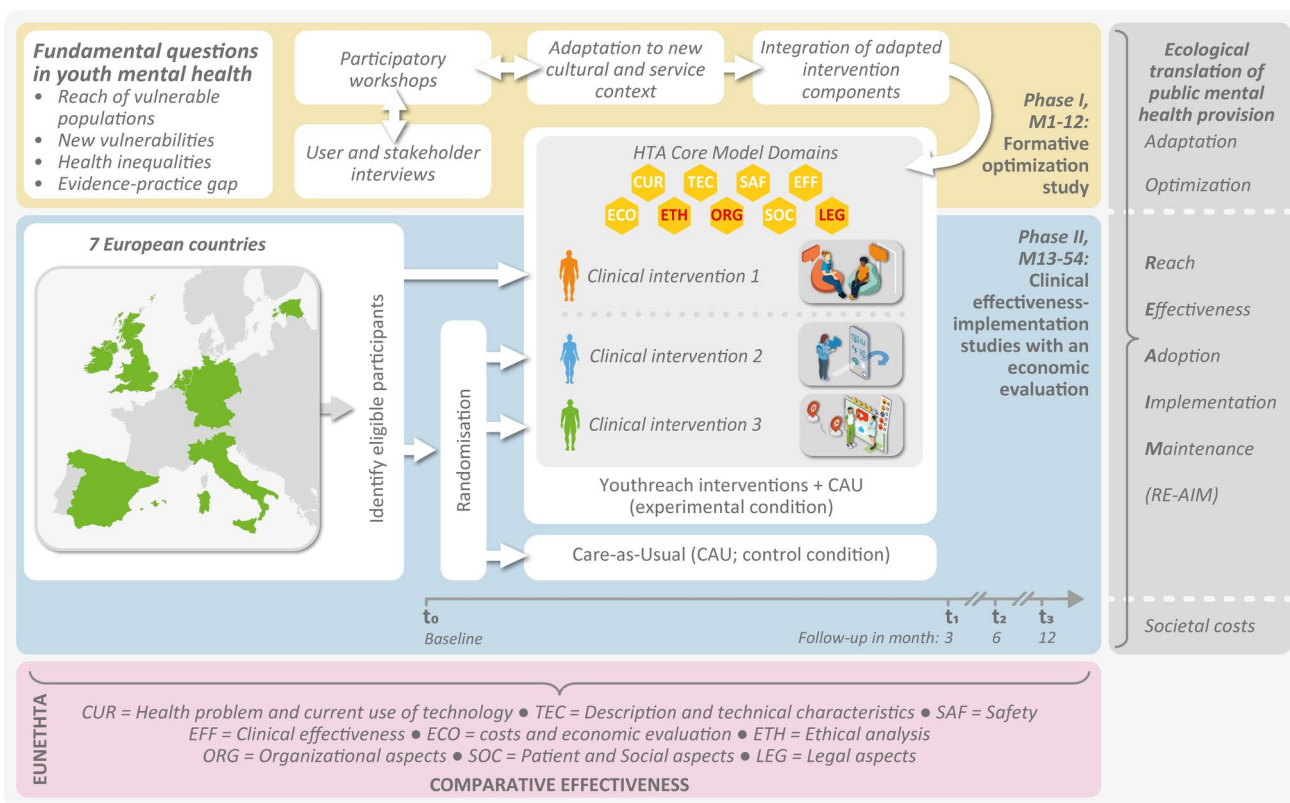 Fundamental questions
in youth mental health
• Reach of vulnerable
populations
• New vulnerabilities
• Health inequalities
• Evidence-practice gap
Participatory
workshops
User and stakeholder
interviews
Adaptation to new
cultural and service
context
Integration of adapted
intervention
components
Phase I,
M1-12:
Formative
optimization
study
HTA Core Model Domains
CUR TEC SAF EFF
ECO ETH ORG SOC LEG
7 European countries
Identify eligible participants
Randomisation
Clinical intervention 1
Clinical intervention 2
Clinical intervention 3
Youthreach interventions + CAU
(experimental condition)
Care-as-Usual (CAU; control condition)
Phase II,
M13-54:
Clinical
effectiveness-
implementation
studies with an
economic
evaluation
t₀ t₁ t₂ t₃
Baseline Follow-up in month: 3 6 12
Ecological
translation of
public mental
health provision
Adaptation
Optimization
Reach
Effectiveness
Adoption
Implementation
Maintenance
(RE-AIM)
Societal costs
EUNETHTA
CUR = Health problem and current use of technology ● TEC = Description and technical characteristics ● SAF = Safety
EFF = Clinical effectiveness ● ECO = costs and economic evaluation ● ETH = Ethical analysis
ORG = Organizational aspects ● SOC = Patient and Social aspects ● LEG = Legal aspects
COMPARATIVE EFFECTIVENESS